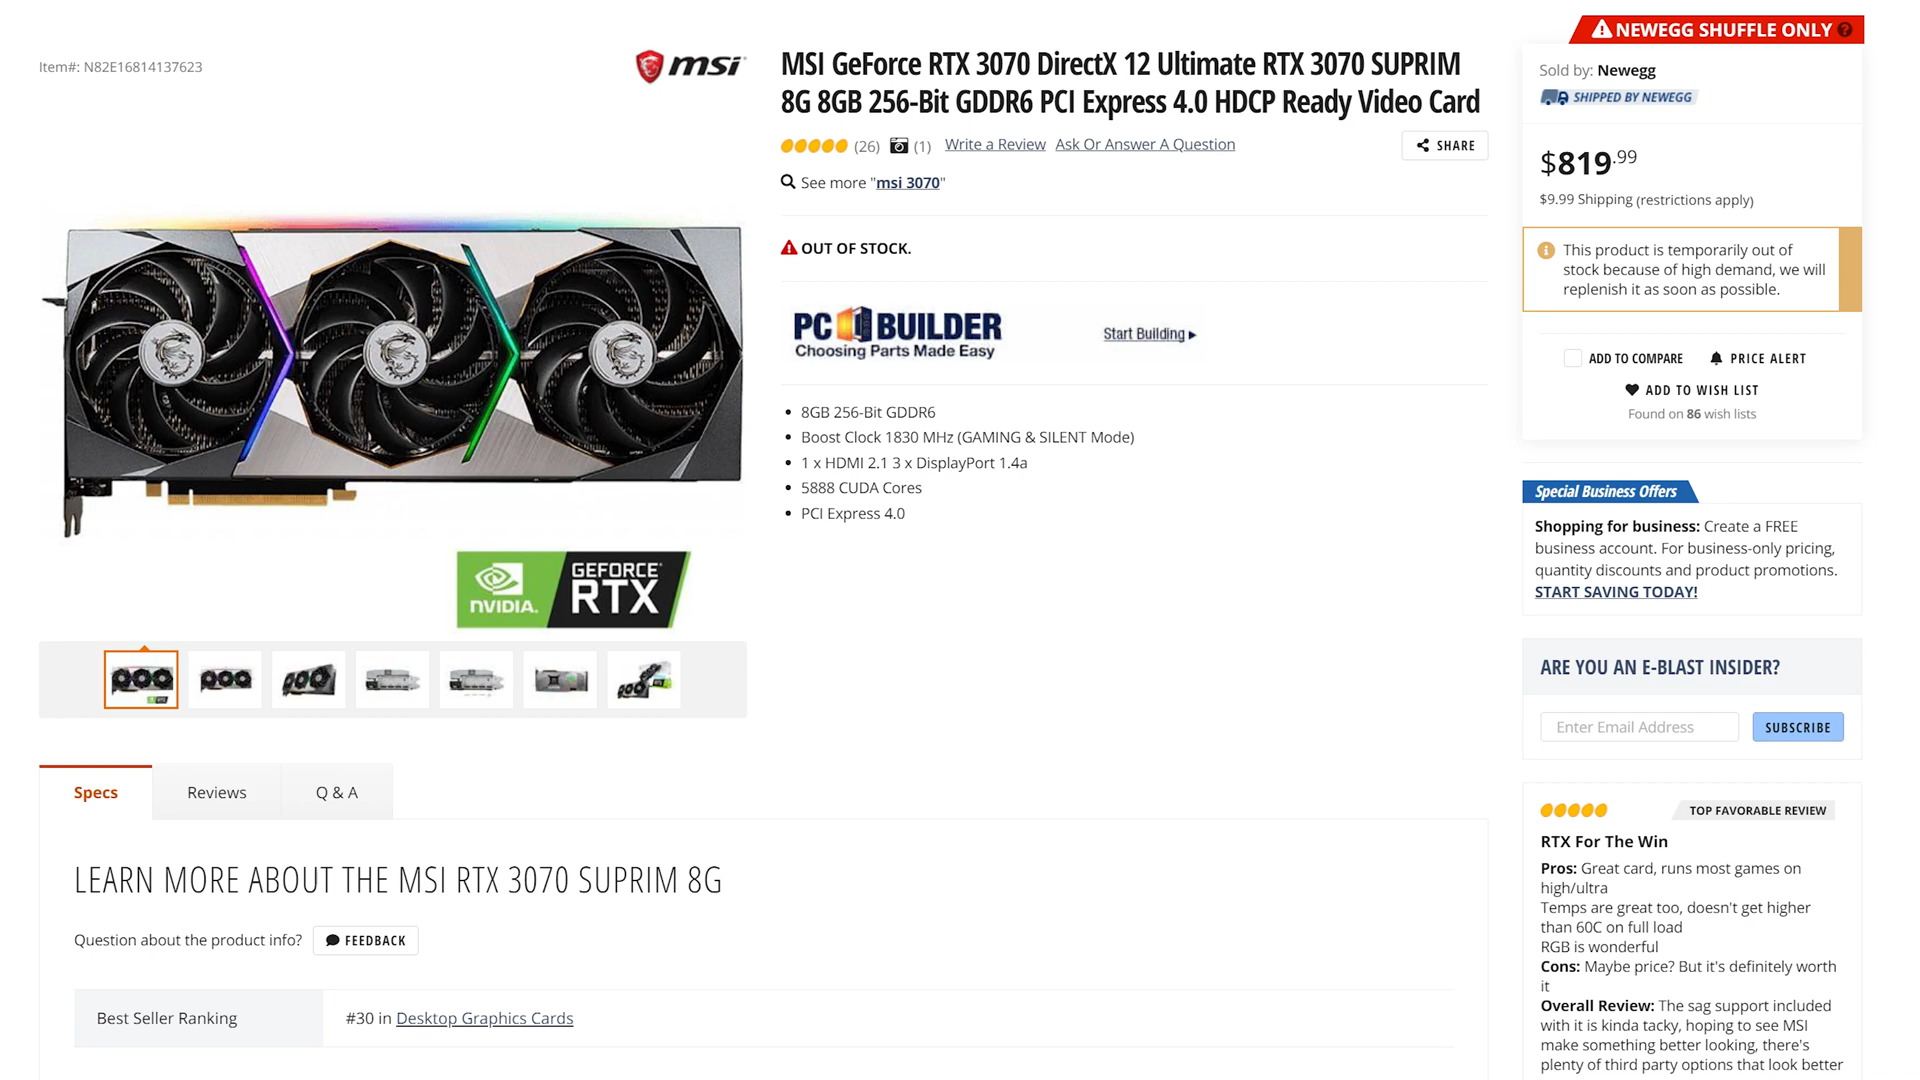 NEWEGG SHUFFLE ONLY ?
Item#: N82E16814137623
msi
MSI GeForce RTX 3070 DirectX 12 Ultimate RTX 3070 SUPRIM
8G 8GB 256-Bit GDDR6 PCI Express 4.0 HDCP Ready Video Card
(26) (1) Write a Review Ask Or Answer A Question
SHARE
See more "msi 3070"
OUT OF STOCK.
PC BUILDER
Choosing Parts Made Easy
Start Building
8GB 256-Bit GDDR6
Boost Clock 1830 MHz (GAMING & SILENT Mode)
1 x HDMI 2.1 3 x DisplayPort 1.4a
5888 CUDA Cores
PCI Express 4.0
NVIDIA.
GEFORCE
RTX
Sold by: Newegg
SHIPPED BY NEWEGG
$819.99
$9.99 Shipping (restrictions apply)
This product is temporarily out of
stock because of high demand, we will
replenish it as soon as possible.
ADD TO COMPARE
PRICE ALERT
ADD TO WISH LIST
Found on 86 wish lists
Special Business Offers
Shopping for business: Create a FREE
business account. For business-only pricing,
quantity discounts and product promotions.
START SAVING TODAY!
ARE YOU AN E-BLAST INSIDER?
Enter Email Address
SUBSCRIBE
Specs
Reviews
Q & A
LEARN MORE ABOUT THE MSI RTX 3070 SUPRIM 8G
Question about the product info?
FEEDBACK
Best Seller Ranking
#30 in Desktop Graphics Cards
TOP FAVORABLE REVIEW
RTX For The Win
Pros: Great card, runs most games on
high/ultra
Temps are great too, doesn't get higher
than 60C on full load
RGB is wonderful
Cons: Maybe price? But it's definitely worth
it
Overall Review: The sag support included
with it is kinda tacky, hoping to see MSI
make something better looking, there's
plenty of third party options that look better